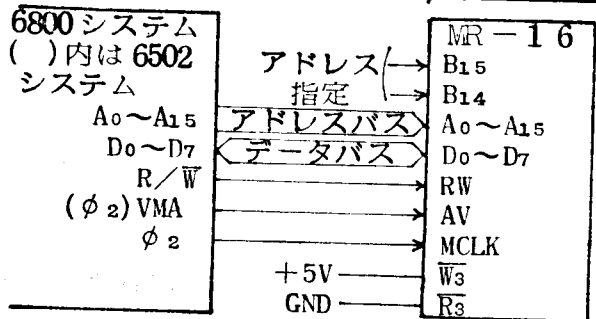 6800システム
( )内は6502
システム
A0~A15
D0~D7
R/W̅
(φ2)VMA
φ2
アドレス
指定
アドレスバス
データバス
+5V
GND
MR-16
B15
B14
A0~A15
D0~D7
RW
AV
MCLK
W̅3̅
R̅3̅